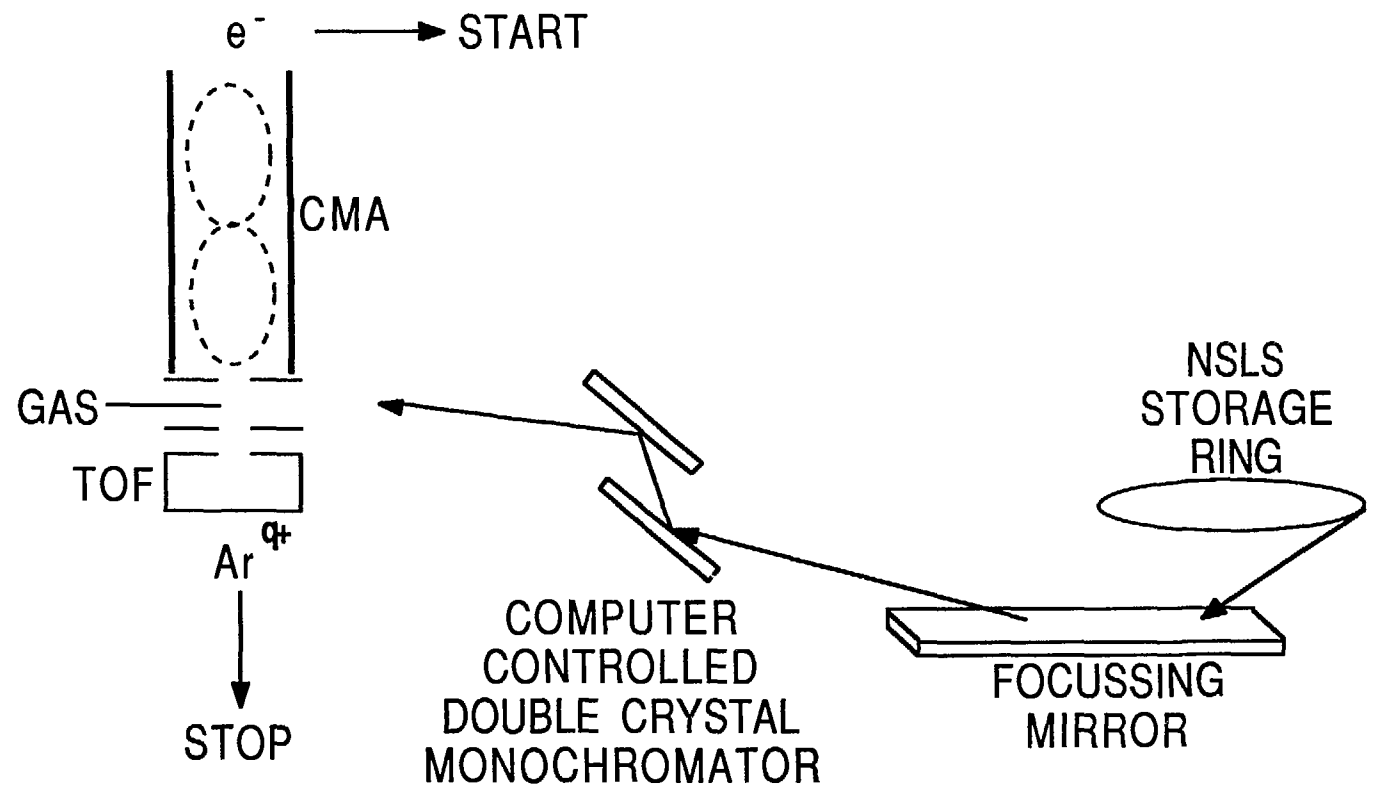 e⁻
START
CMA
GAS
TOF
Ar q+
STOP
NSLS
STORAGE
RING
FOCUSSING
MIRROR
COMPUTER
CONTROLLED
DOUBLE CRYSTAL
MONOCHROMATOR